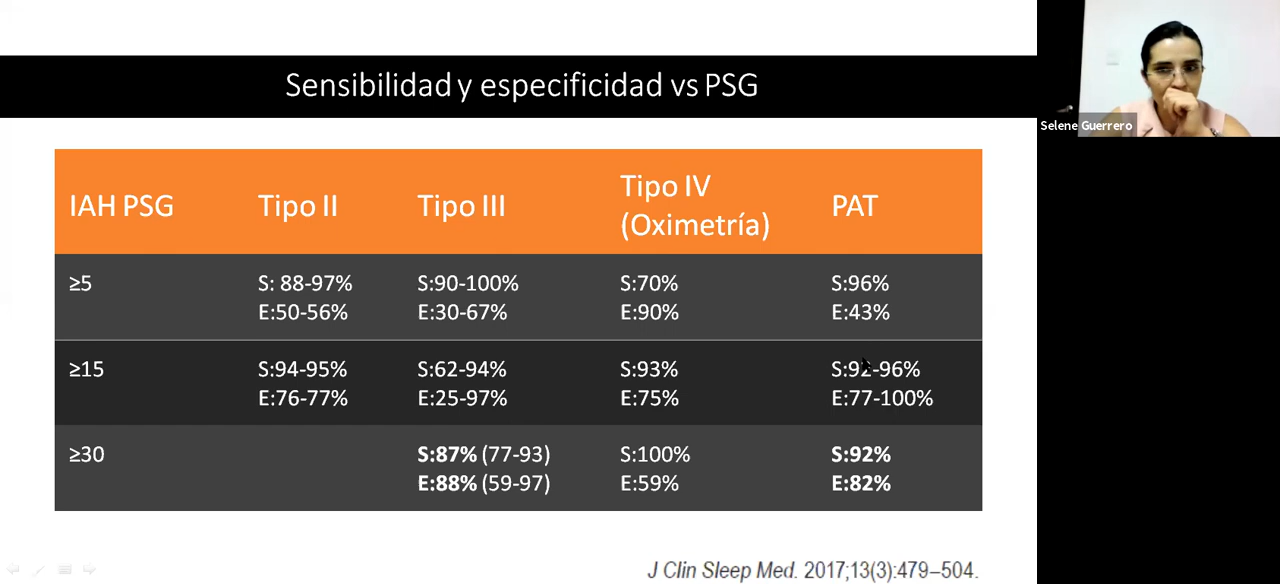 Sensibilidad y especificidad vs PSG
Selene Guerrero
IAH PSG
Tipo II
Tipo III
Tipo IV
(Oximetría)
PAT
≥5
S: 88-97%
E:50-56%
S:90-100%
E:30-67%
S:70%
E:90%
S:96%
E:43%
≥15
S:94-95%
E:76-77%
S:62-94%
E:25-97%
S:93%
E:75%
S:92-96%
E:77-100%
≥30
S:87% (77-93)
E:88% (59-97)
S:100%
E:59%
S:92%
E:82%
J Clin Sleep Med. 2017;13(3):479–504.